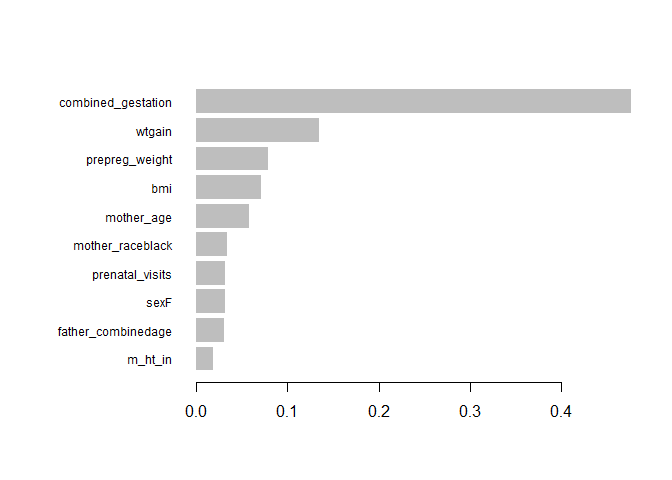 combined_gestation
wtgain
prepreg_weight
bmi
mother_age
mother_raceblack
prenatal_visits
sexF
father_combinedage
m_ht_in
0.0 0.1 0.2 0.3 0.4